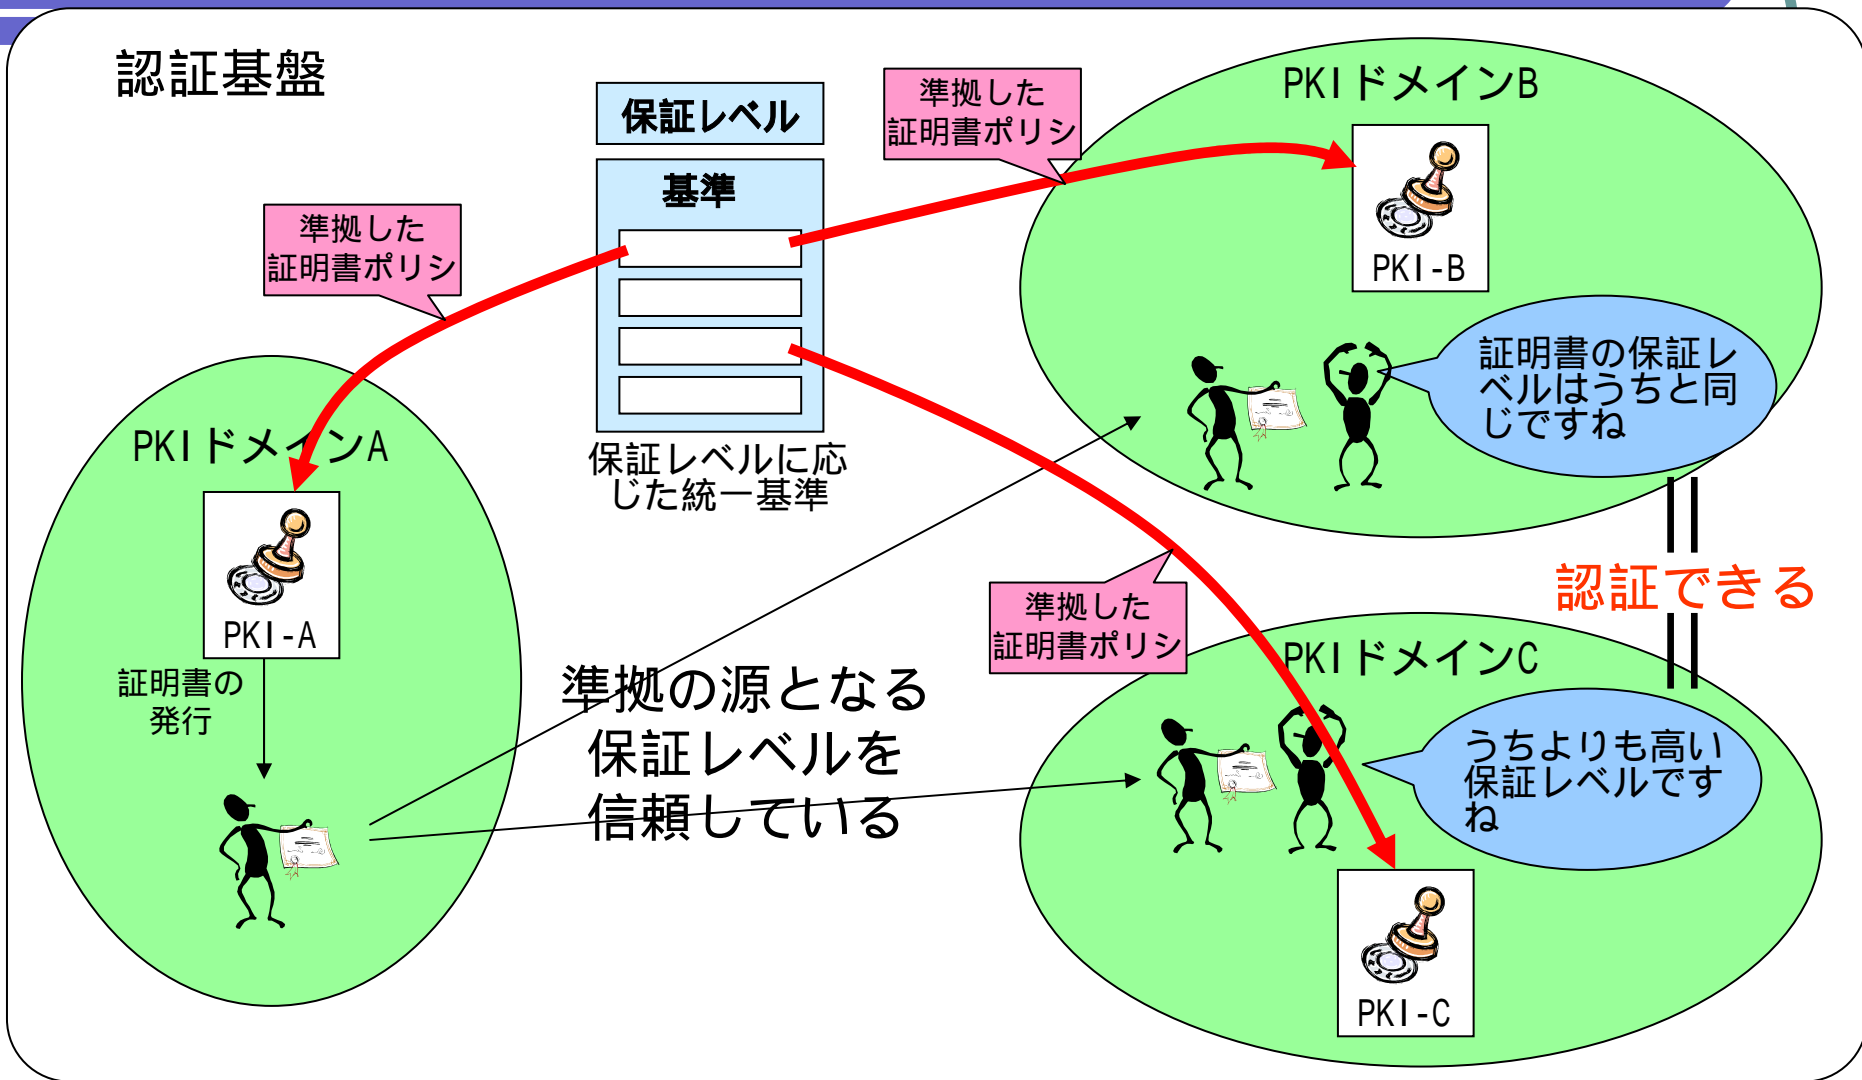 認証基盤
保証レベル
基準
保証レベルに応
じた統一基準
準拠した
証明書ポリシ
準拠した
証明書ポリシ
PKIドメインB
PKI-B
証明書の保証レ
ベルはうちと同
じですね
PKIドメインA
PKI-A
証明書の
発行
準拠の源となる
保証レベルを
信頼している
認証できる
準拠した
証明書ポリシ
PKIドメインC
うちよりも高い
保証レベルです
ね
PKI-C